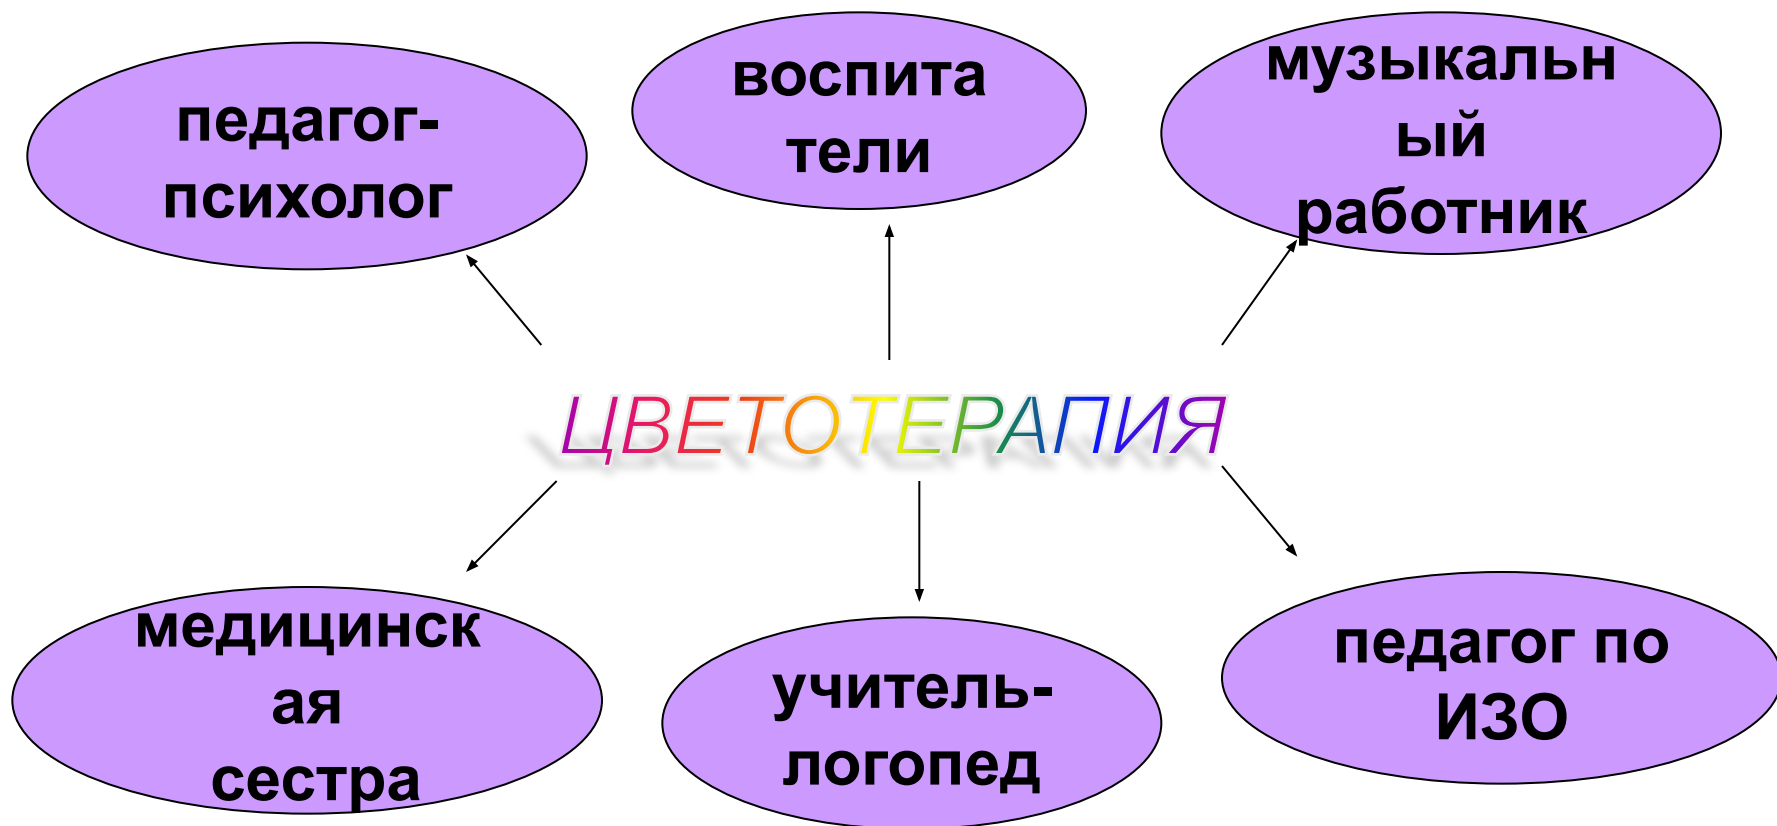 педагог-
психолог
воспита
тели
музыкальн
ый
работник
ЦВЕТОТЕРАПИЯ
медицинск
ая
сестра
учитель-
логопед
педагог по
ИЗО